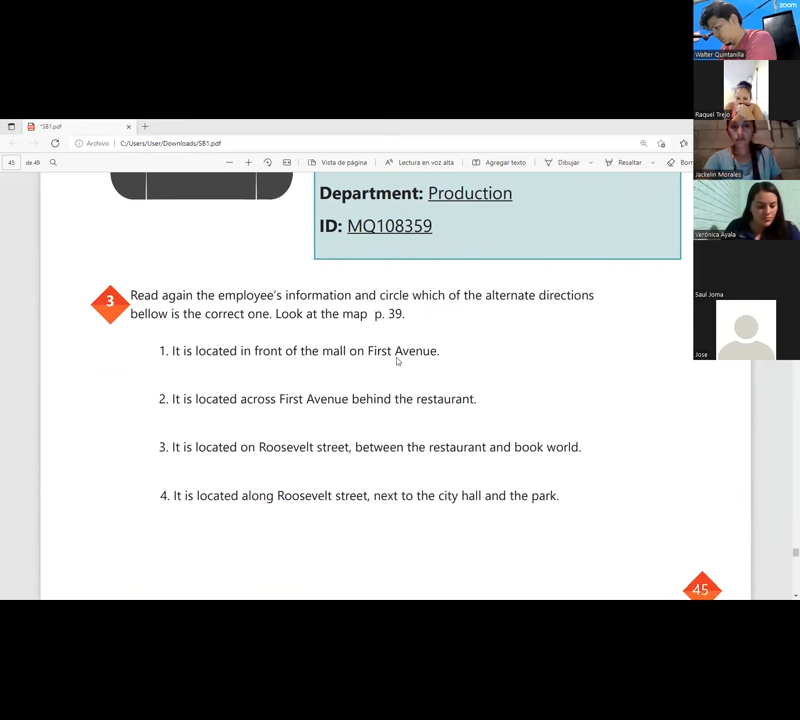 zoom
Walter Quintanilla
*SB1.pdf
Archivo
C:/Users/User/Downloads/SB1.pdf
Raquel Trejo
45 de 49
Vista de página
Lectura en voz alta
Agregar texto
Dibujar
Resaltar
Borr
Jackelin Morales
Department: Production
ID: MQ108359
Verónica Ayala
3
Read again the employee's information and circle which of the alternate directions
bellow is the correct one. Look at the map p. 39.
Saul Joma
1. It is located in front of the mall on First Avenue.
Jose
2. It is located across First Avenue behind the restaurant.
3. It is located on Roosevelt street, between the restaurant and book world.
4. It is located along Roosevelt street, next to the city hall and the park.
45